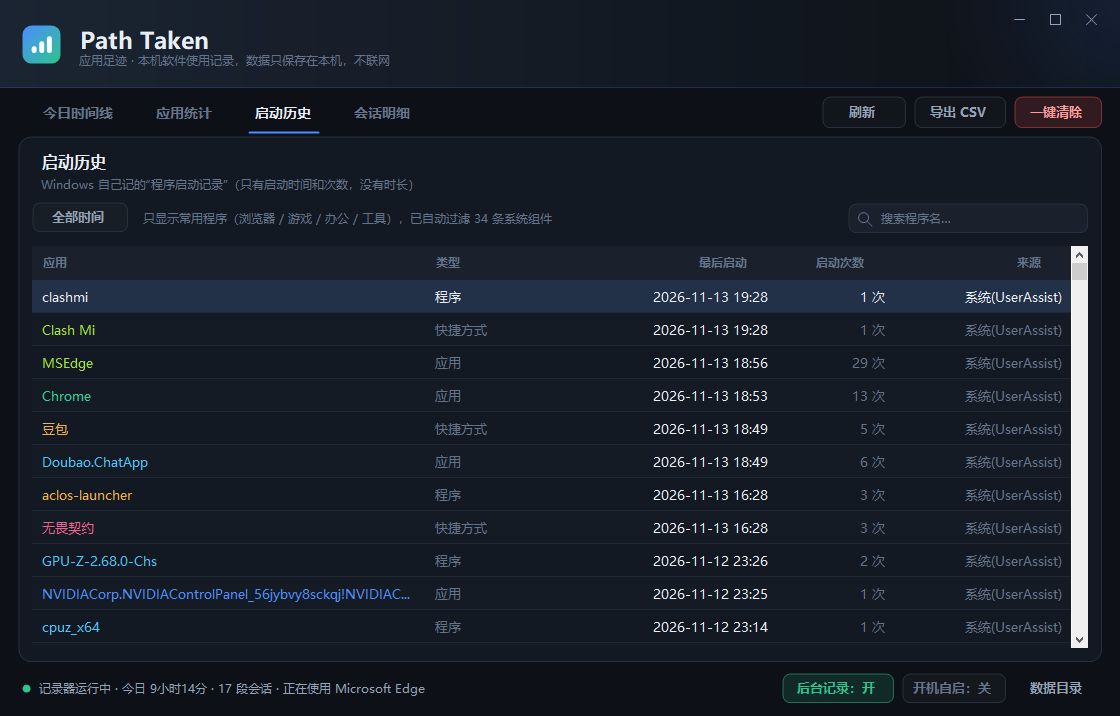 Path Taken
应用足迹 · 本机软件使用记录，数据只保存在本机，不联网
今日时间线 应用统计 启动历史 会话明细 刷新 导出 CSV 一键清除
启动历史
Windows 自己记的“程序启动记录”（只有启动时间和次数，没有时长）
全部时间 只显示常用程序（浏览器 / 游戏 / 办公 / 工具），已自动过滤 34 条系统组件 搜索程序名...
应用 类型 最后启动 启动次数 来源
clashmi 程序 2026-11-13 19:28 1 次 系统(UserAssist)
Clash Mi 快捷方式 2026-11-13 19:28 1 次 系统(UserAssist)
MSEdge 应用 2026-11-13 18:56 29 次 系统(UserAssist)
Chrome 应用 2026-11-13 18:53 13 次 系统(UserAssist)
豆包 快捷方式 2026-11-13 18:49 5 次 系统(UserAssist)
Doubao.ChatApp 应用 2026-11-13 18:49 6 次 系统(UserAssist)
aclos-launcher 程序 2026-11-13 16:28 3 次 系统(UserAssist)
无畏契约 快捷方式 2026-11-13 16:28 3 次 系统(UserAssist)
GPU-Z-2.68.0-Chs 程序 2026-11-12 23:26 2 次 系统(UserAssist)
NVIDIACorp.NVIDIAControlPanel_56jybvy8sckqj!NVIDIAC... 应用 2026-11-12 23:25 1 次 系统(UserAssist)
cpuz_x64 程序 2026-11-12 23:14 1 次 系统(UserAssist)
记录器运行中 · 今日 9小时14分 · 17 段会话 · 正在使用 Microsoft Edge 后台记录：开 开机自启：关 数据目录